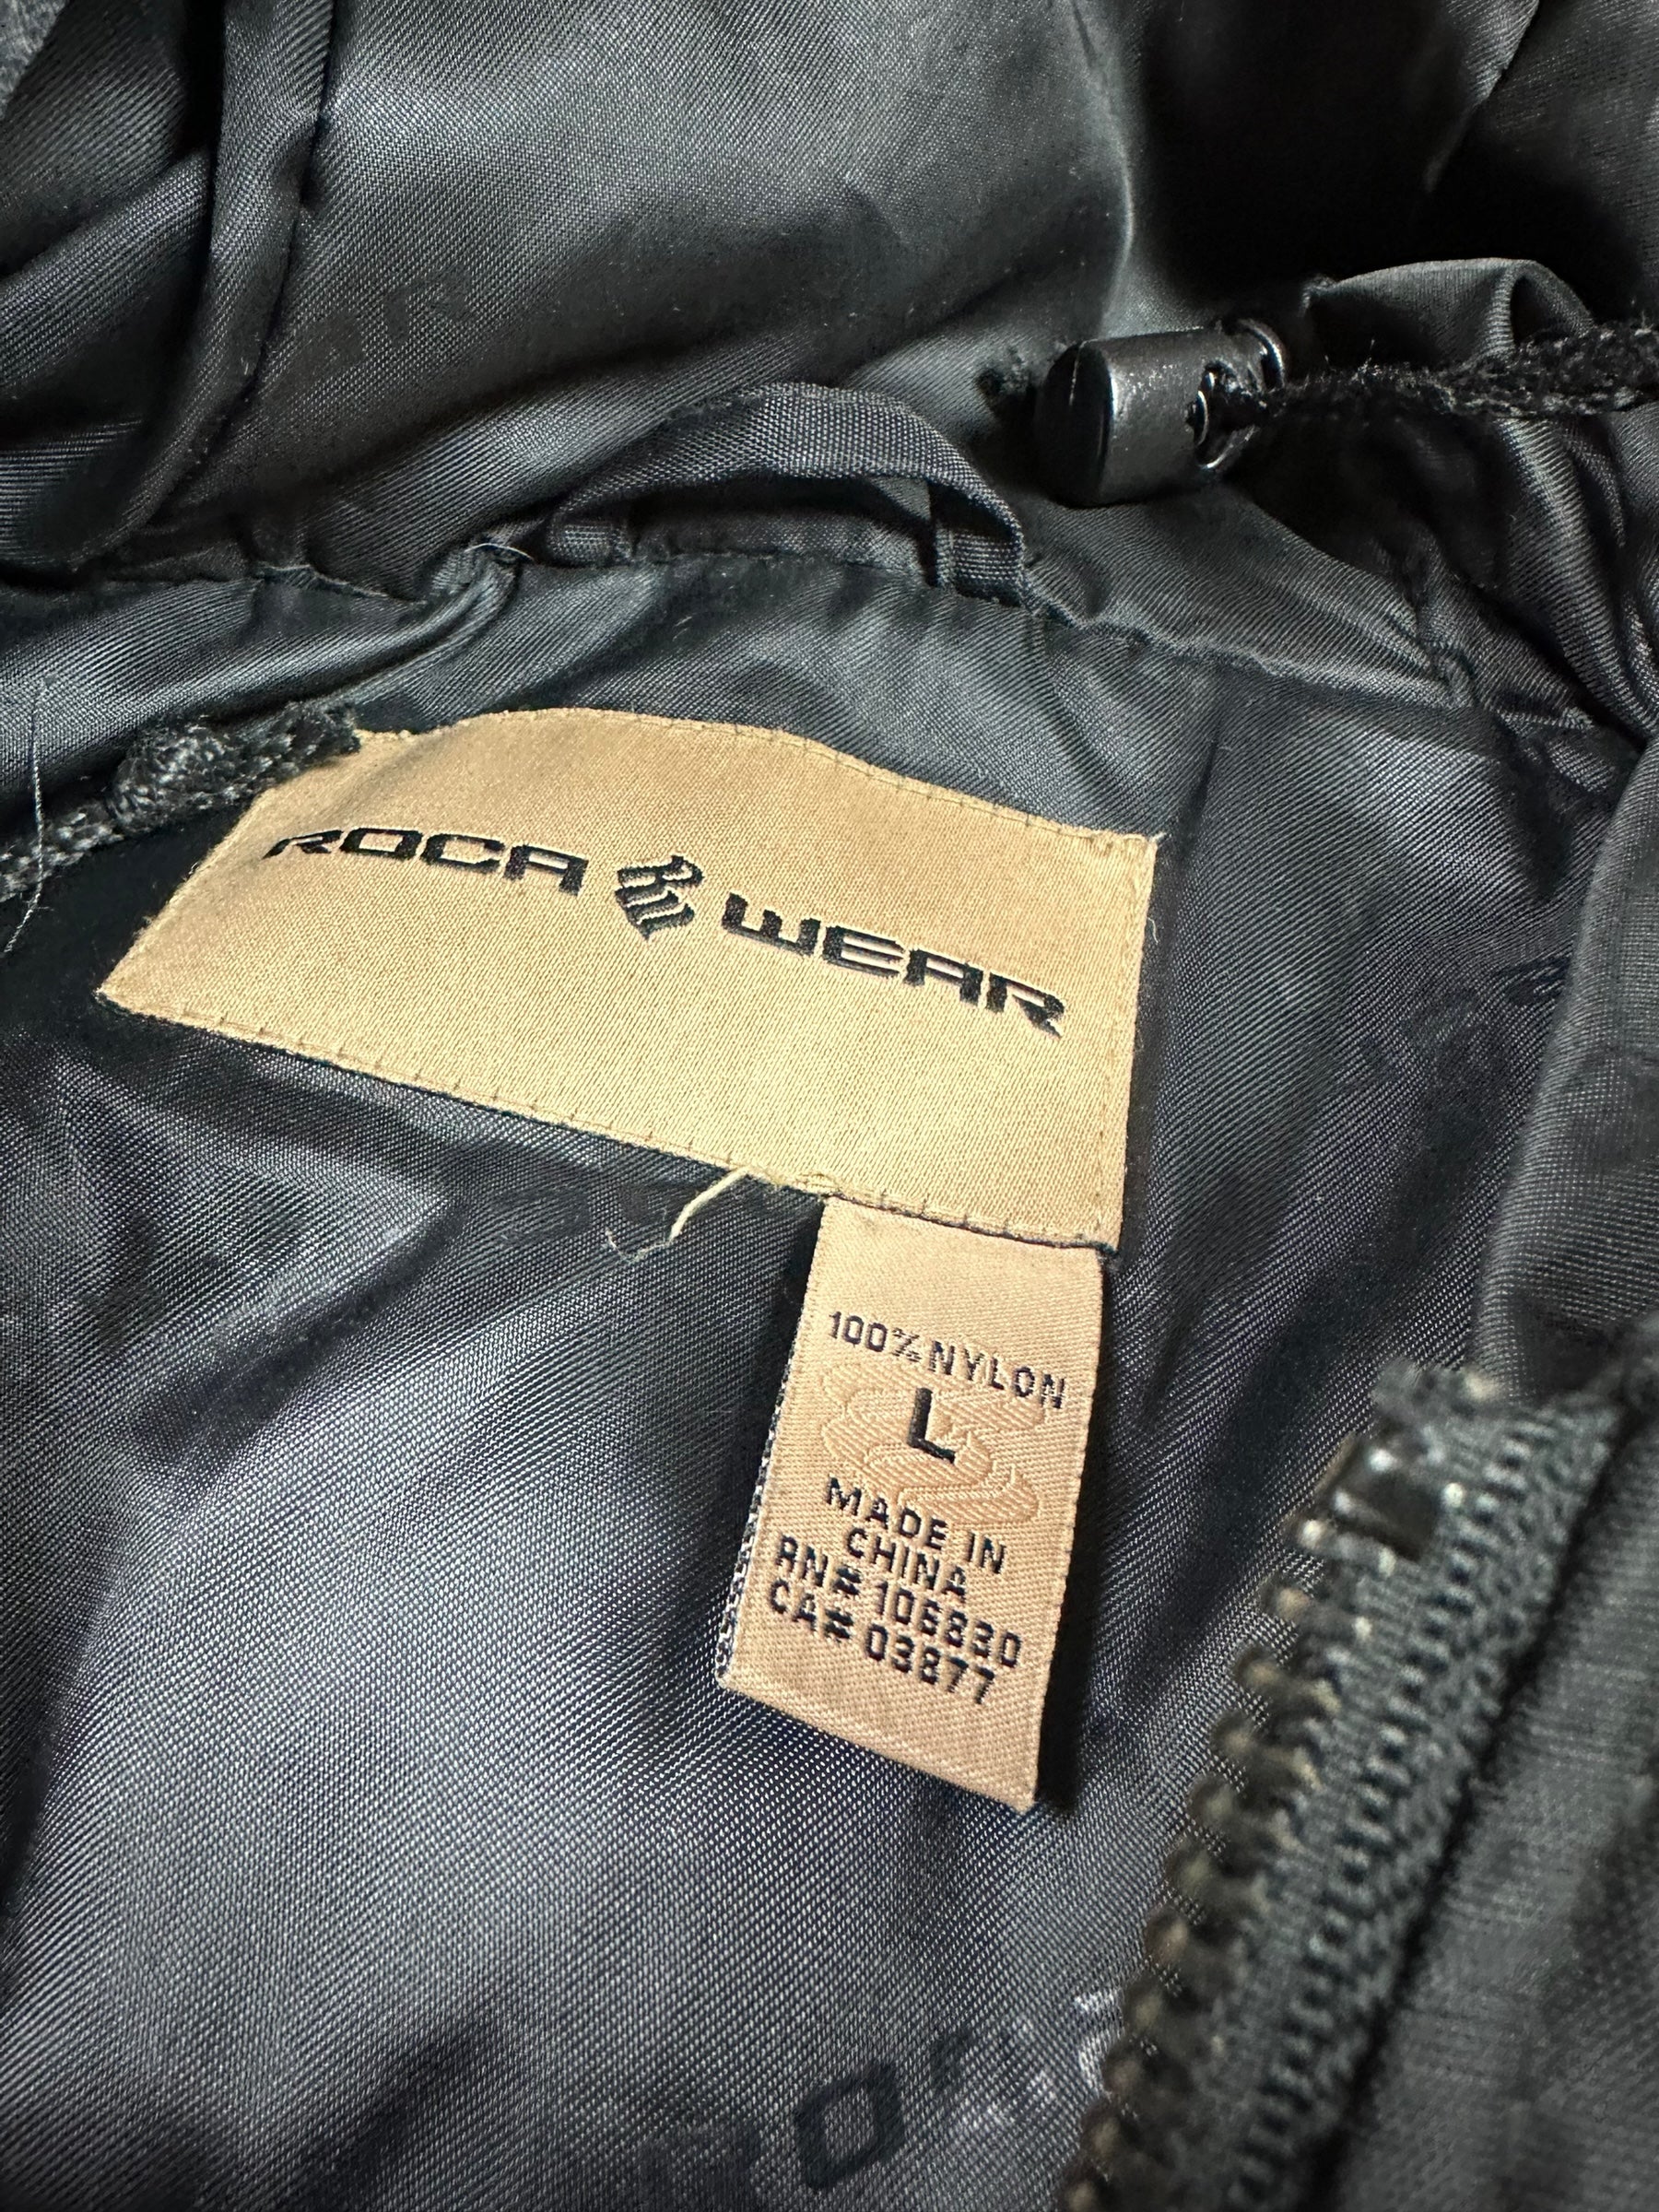 ROCA WEAR
100% NYLON
L
MADE IN
CHINA
RN# 106830
CA# 03877